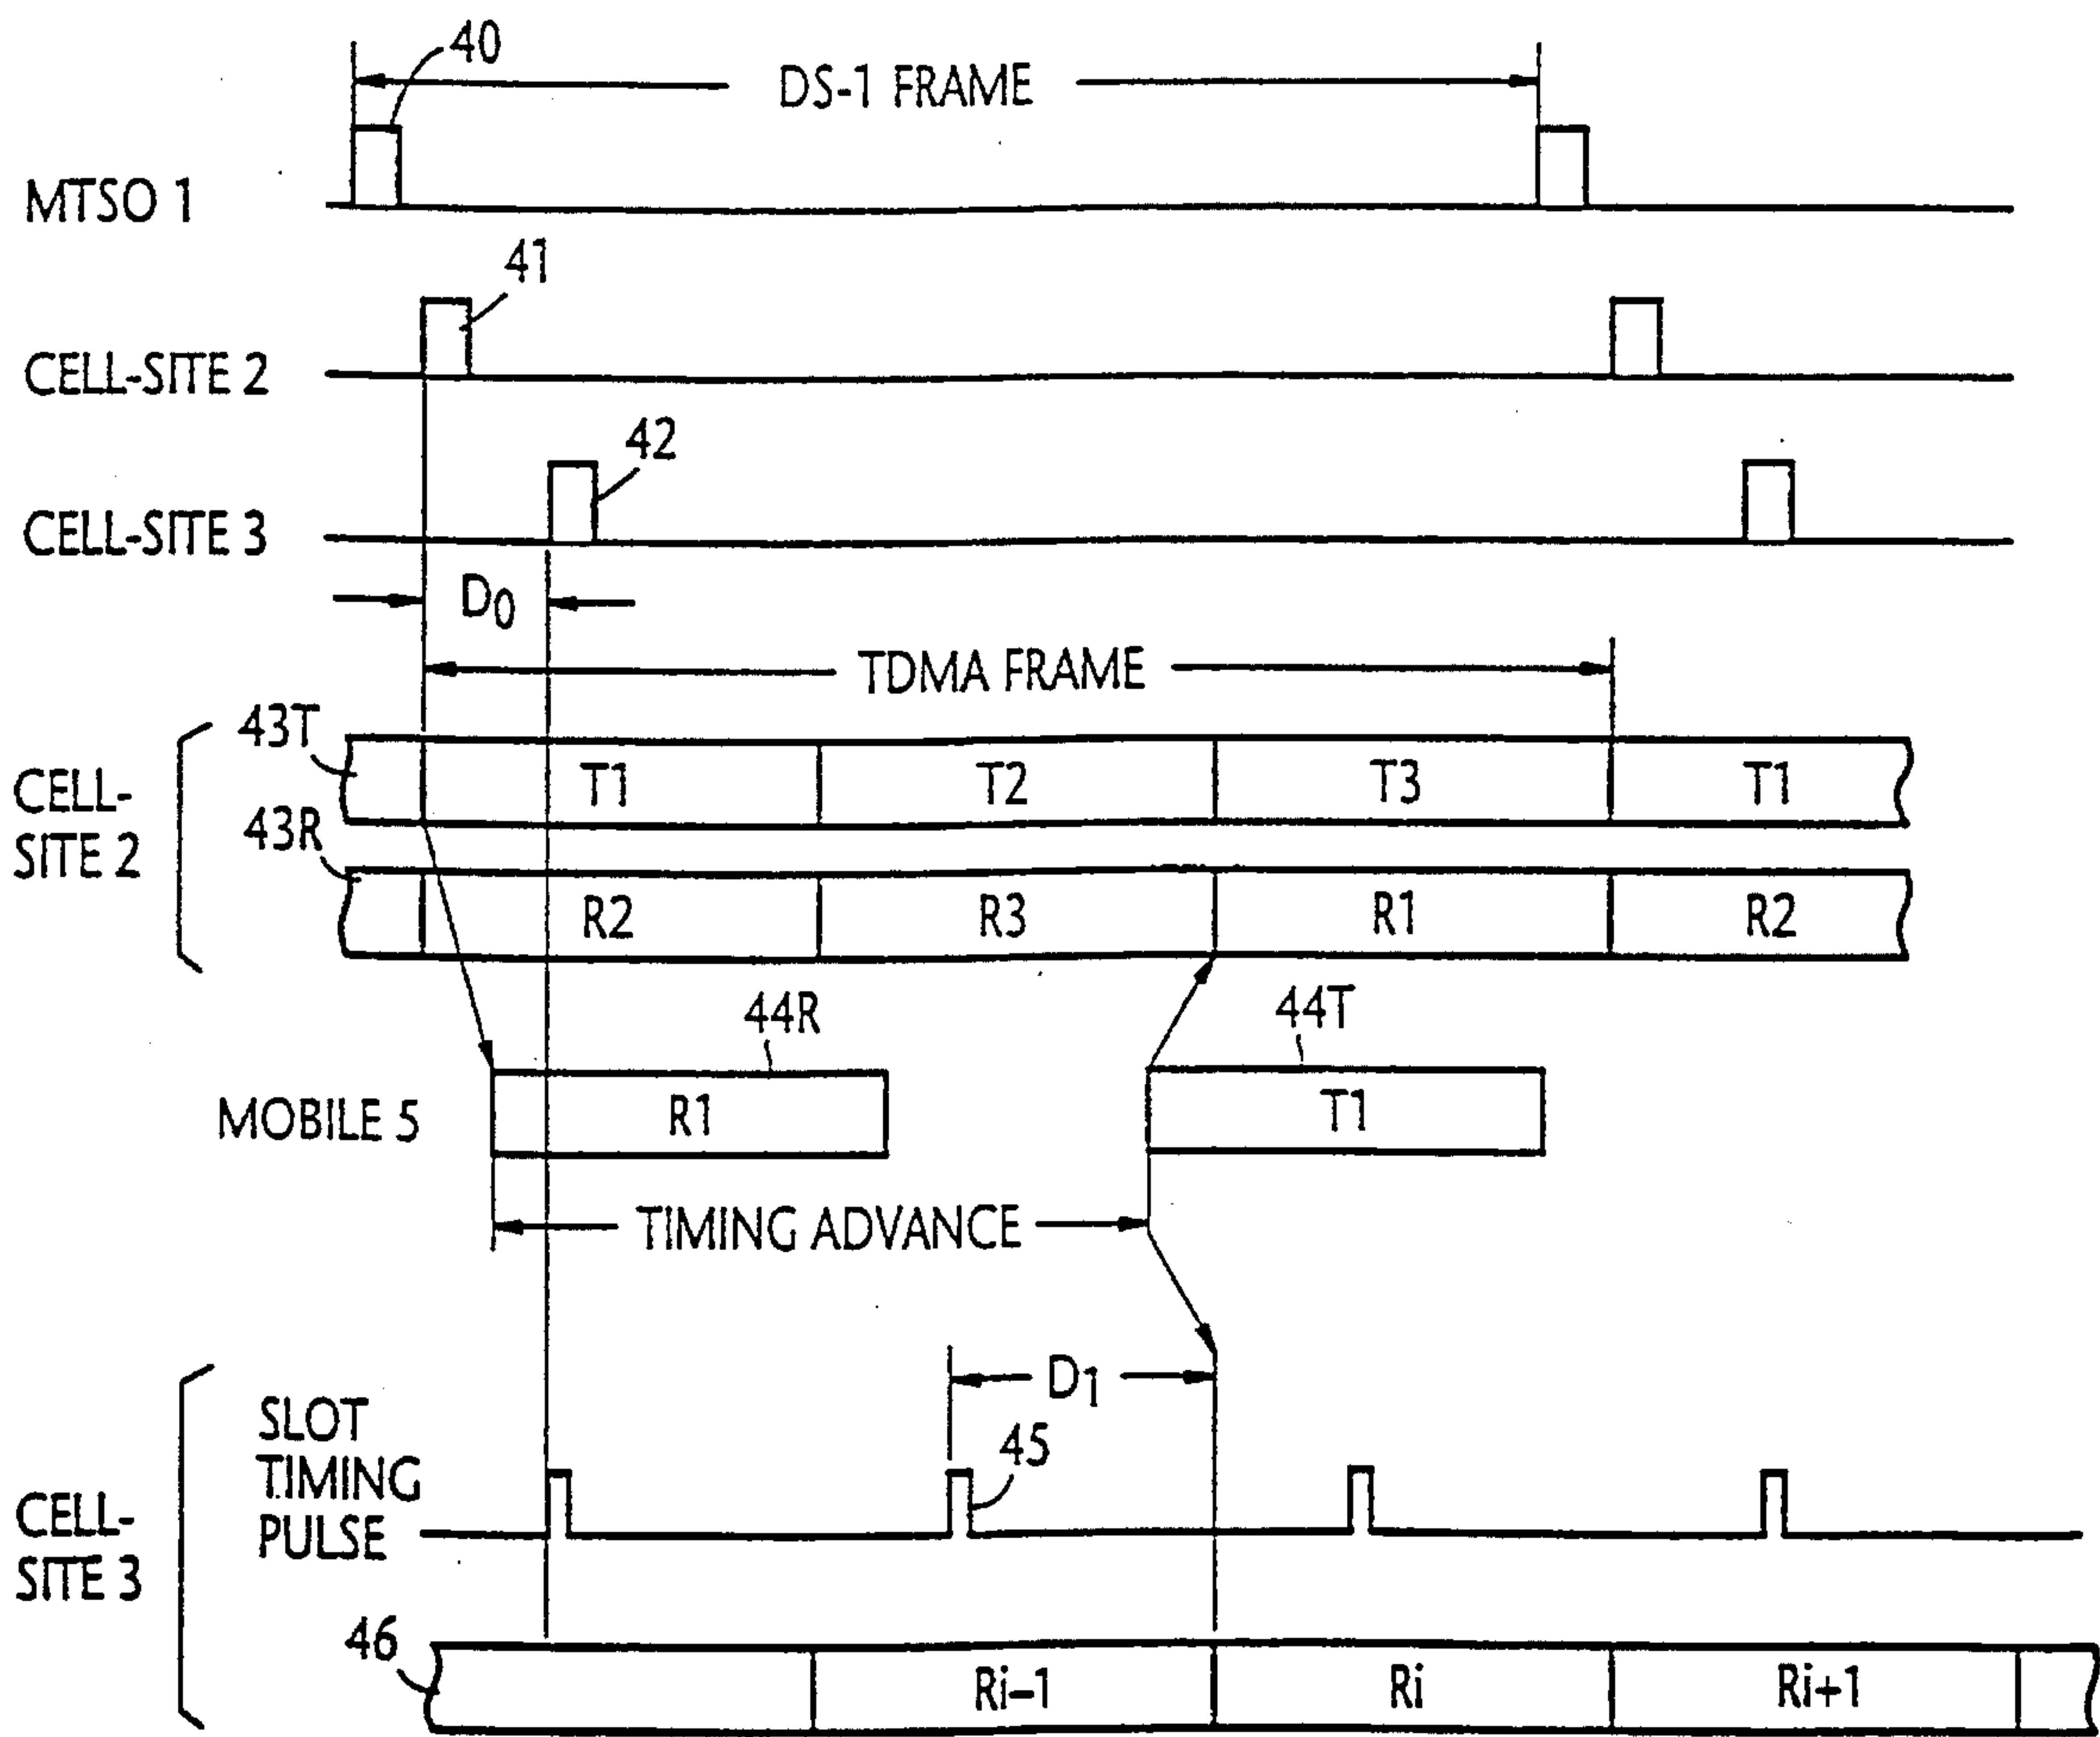 40
DS-1 FRAME
MTSO 1
41
CELL-SITE 2
42
CELL-SITE 3
D0
TDMA FRAME
43T
CELL-
SITE 2
T1 T2 T3 T1
43R
R2 R3 R1 R2
44R 44T
MOBILE 5 R1 T1
TIMING ADVANCE
D1
45
SLOT
TIMING
PULSE
CELL-
SITE 3
46
Ri-1 Ri Ri+1